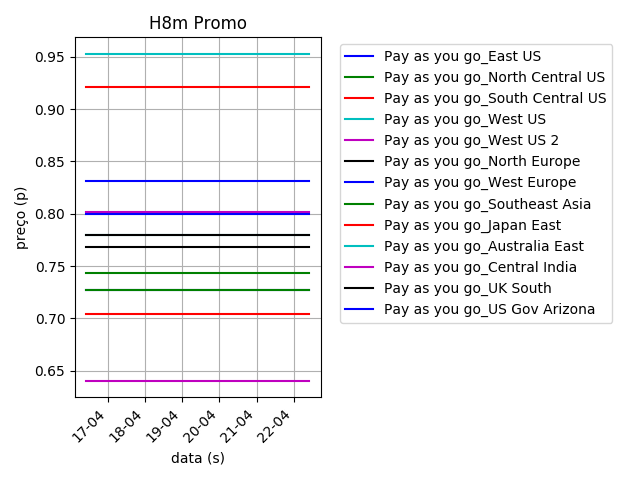 H8m Promo
0.95
0.90
0.85
0.80
0.75
0.70
0.65
preço (p)
17-04
18-04
19-04
20-04
21-04
22-04
data (s)
Pay as you go_East US
Pay as you go_North Central US
Pay as you go_South Central US
Pay as you go_West US
Pay as you go_West US 2
Pay as you go_North Europe
Pay as you go_West Europe
Pay as you go_Southeast Asia
Pay as you go_Japan East
Pay as you go_Australia East
Pay as you go_Central India
Pay as you go_UK South
Pay as you go_US Gov Arizona